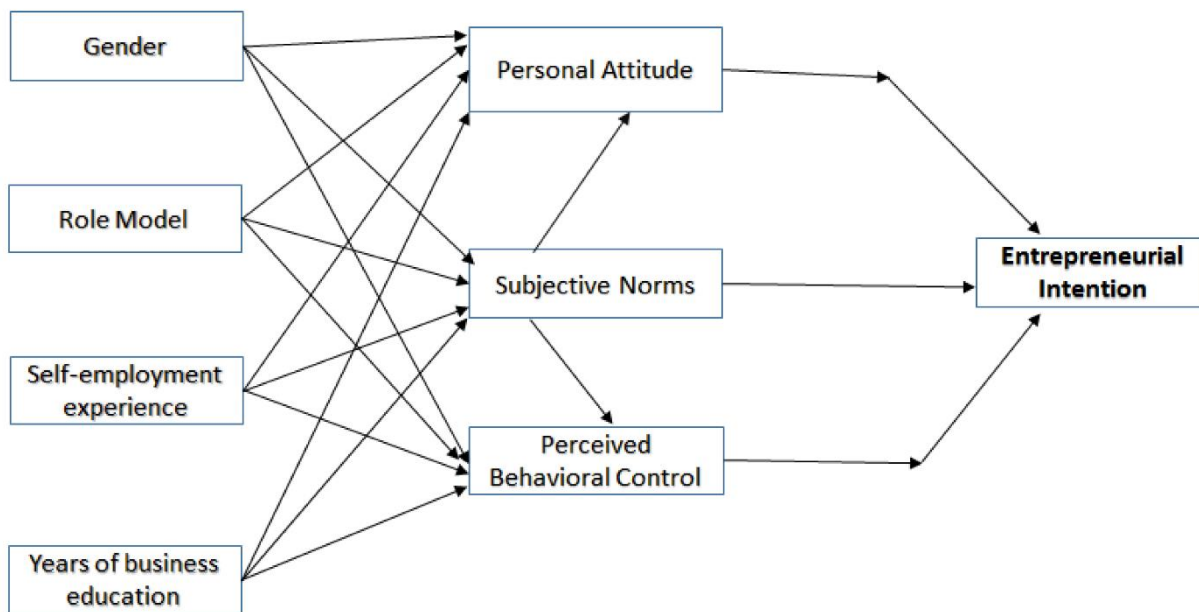 Gender
Role Model
Self-employment
experience
Years of business
education
Personal Attitude
Subjective Norms
Perceived
Behavioral Control
Entrepreneurial
Intention